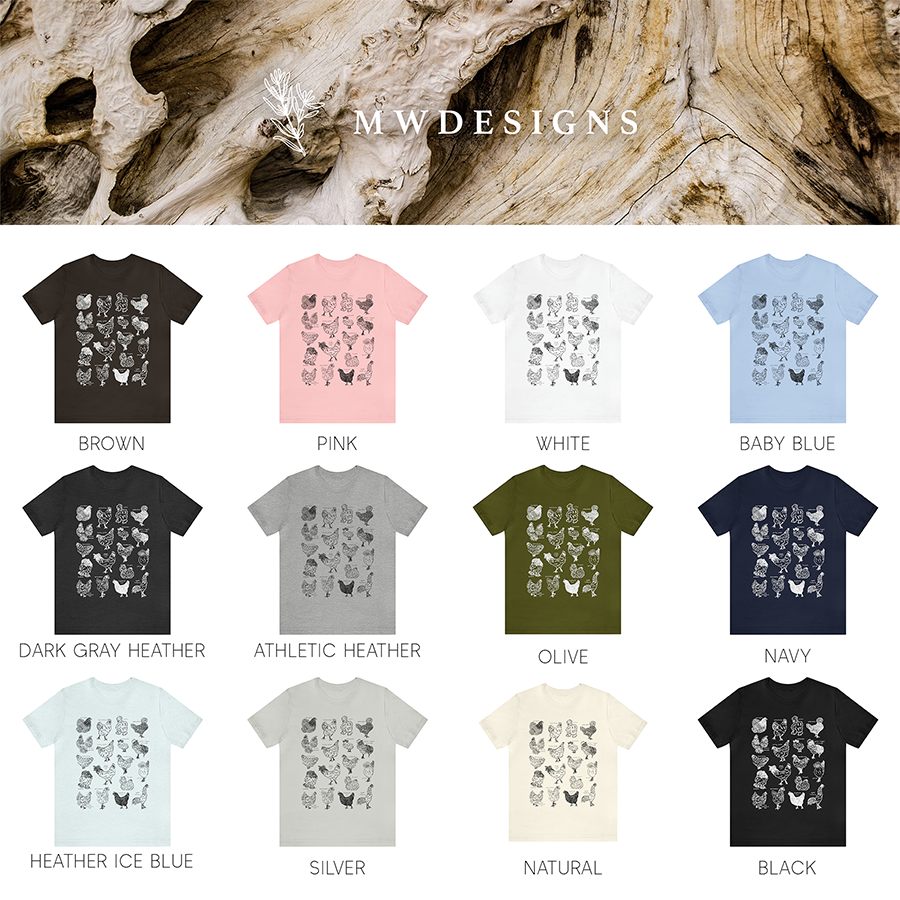 MWDESIGNS
BROWN
PINK
WHITE
BABY BLUE
DARK GRAY HEATHER
ATHLETIC HEATHER
OLIVE
NAVY
HEATHER ICE BLUE
SILVER
NATURAL
BLACK